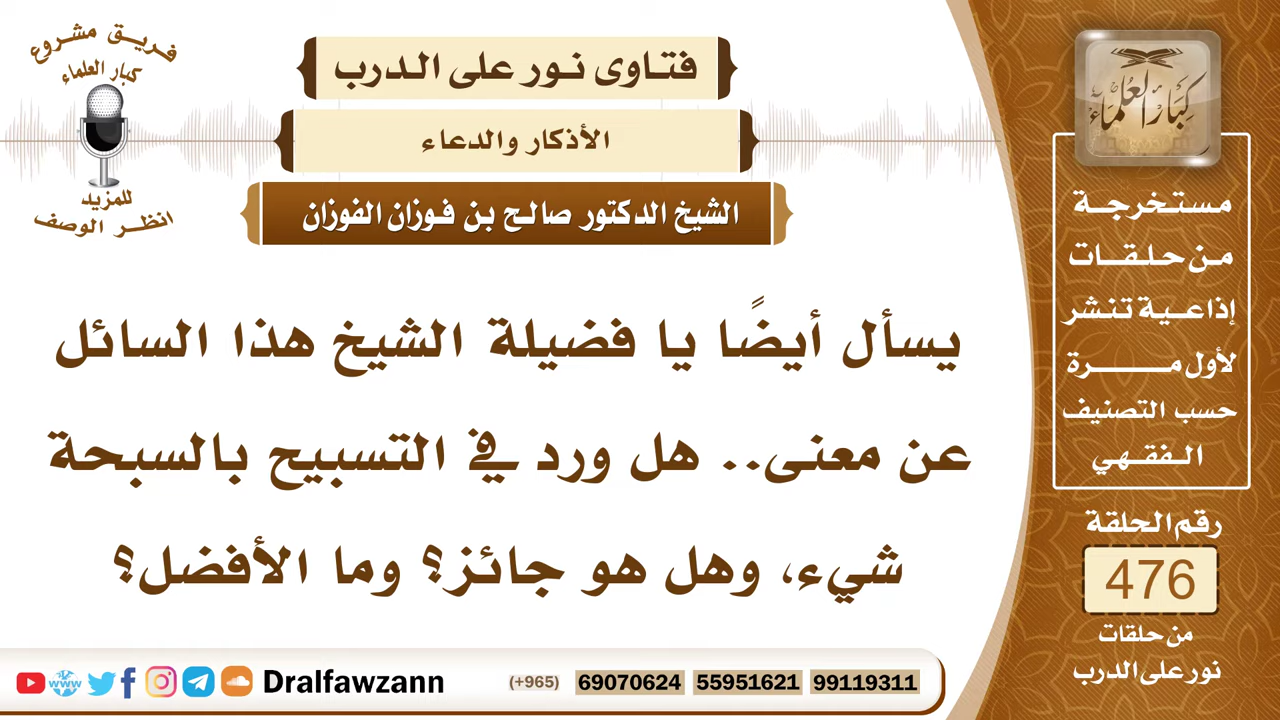 فريق مشروع
كبار العلماء
للمزيد
انظر الوصف
فتاوى نور على الدرب
الأذكار والدعاء
الشيخ الدكتور صالح بن فوزان الفوزان
يسأل أيضًا يا فضيلة الشيخ هذا السائل
عن معنى.. هل ورد في التسبيح بالسبحة
شيء، وهل هو جائز؟ وما الأفضل؟
كبار العلماء
مستخرجة
من حلقات
إذاعية تنشر
لأول مرة
حسب التصنيف
الفقهي
رقم الحلقة
476
من حلقات
نور على الدرب
www
Dralfawzann
(+965) 69070624 55951621 99119311